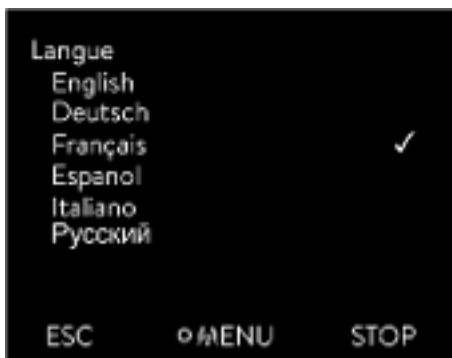 Langue
English
Deutsch
Français
Espanol
Italiano
Русский
ESC MENU STOP